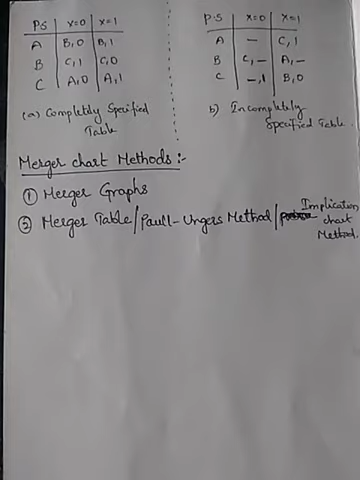 P.S | x=0 | x=1
A | B,0 | B,1
B | C,1 | C,0
C | A,0 | A,1
(a) Completely Specified
Table
P.S | x=0 | x=1
A | – | C,1
B | C,– | A,–
C | –,1 | B,0
b) Incompletely
Specified Table.
Merger chart Methods:-
① Merger Graphs
② Merger Table/Paull-Ungers Method/ Implication
chart
Method.